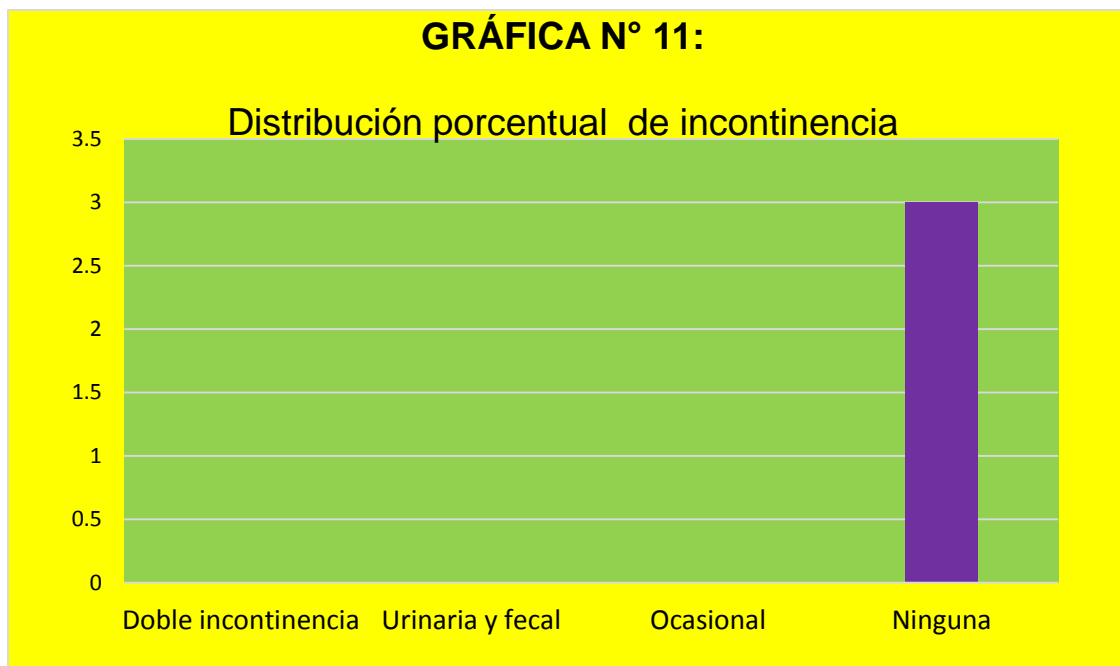 GRÁFICA N° 11:
Distribución porcentual de incontinencia
3.5
3
2.5
2
1.5
1
0.5
0
Doble incontinencia Urinaria y fecal Ocasional Ninguna